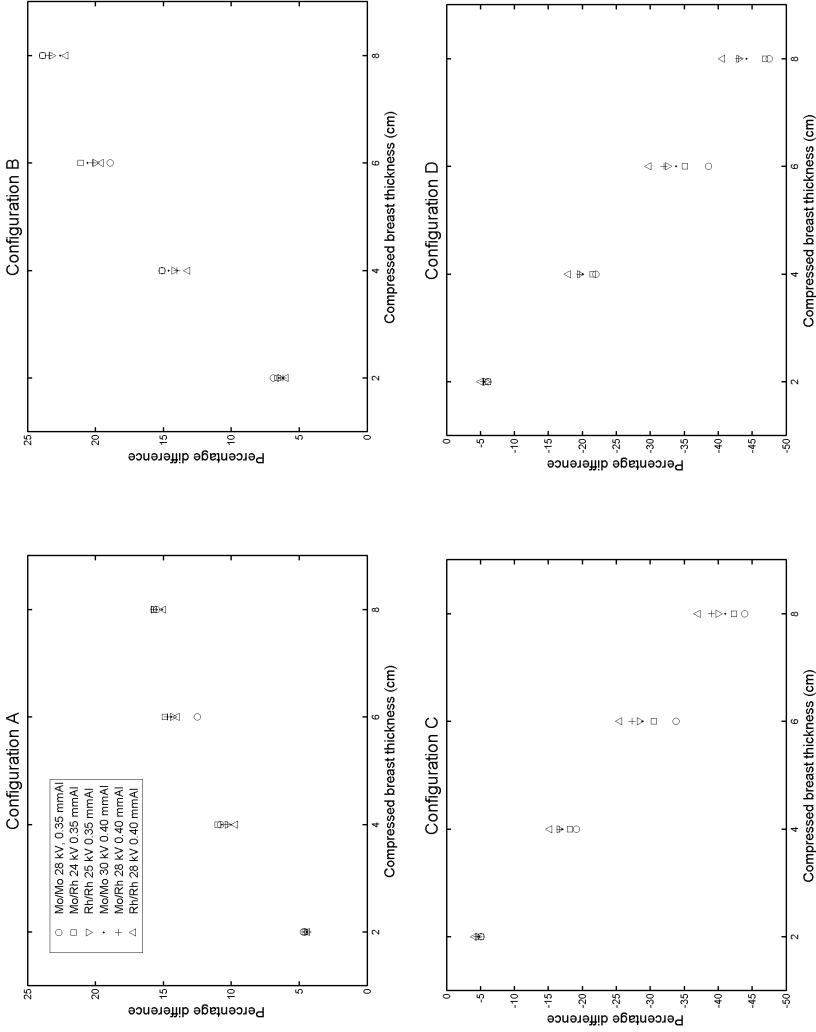 Configuration A
Percentage difference
25
20
15
10
5
0
Mo/Mo 28 kV, 0.35 mmAl
Mo/Rh 24 kV 0.35 mmAl
Rh/Rh 25 kV 0.35 mmAl
Mo/Mo 30 kV 0.40 mmAl
Mo/Rh 28 kV 0.40 mmAl
Rh/Rh 28 kV 0.40 mmAl
2 4 6 8
Compressed breast thickness (cm)
Configuration B
Percentage difference
25
20
15
10
5
0
2 4 6 8
Compressed breast thickness (cm)
Configuration C
Percentage difference
0
-5
-10
-15
-20
-25
-30
-35
-40
-45
-50
2 4 6 8
Compressed breast thickness (cm)
Configuration D
Percentage difference
0
-5
-10
-15
-20
-25
-30
-35
-40
-45
-50
2 4 6 8
Compressed breast thickness (cm)